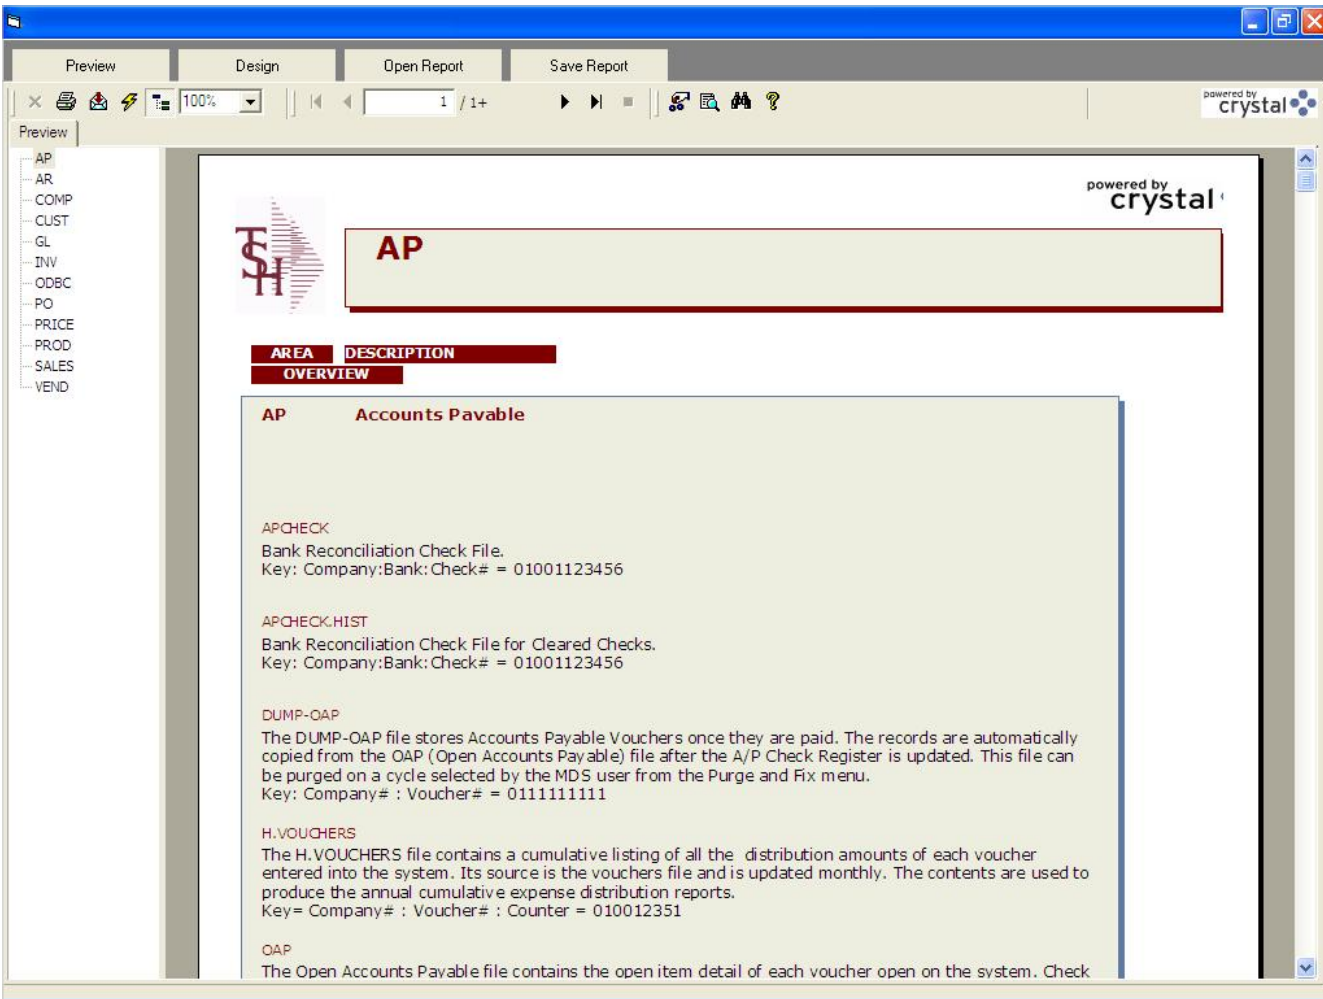 Preview
Design
Open Report
Save Report
100%
1 / 1+
powered by
crystal
Preview
AP
AR
COMP
CUST
GL
INV
ODBC
PO
PRICE
PROD
SALES
VEND
powered by
crystal
TSH
AP
AREA DESCRIPTION
OVERVIEW
AP Accounts Payable
APCHECK
Bank Reconciliation Check File.
Key: Company:Bank:Check# = 01001123456
APCHECK.HIST
Bank Reconciliation Check File for Cleared Checks.
Key: Company:Bank:Check# = 01001123456
DUMP-OAP
The DUMP-OAP file stores Accounts Payable Vouchers once they are paid. The records are automatically
copied from the OAP (Open Accounts Payable) file after the A/P Check Register is updated. This file can
be purged on a cycle selected by the MDS user from the Purge and Fix menu.
Key: Company# : Voucher# = 0111111111
H.VOUCHERS
The H.VOUCHERS file contains a cumulative listing of all the distribution amounts of each voucher
entered into the system. Its source is the vouchers file and is updated monthly. The contents are used to
produce the annual cumulative expense distribution reports.
Key= Company# : Voucher# : Counter = 010012351
OAP
The Open Accounts Payable file contains the open item detail of each voucher open on the system. Check